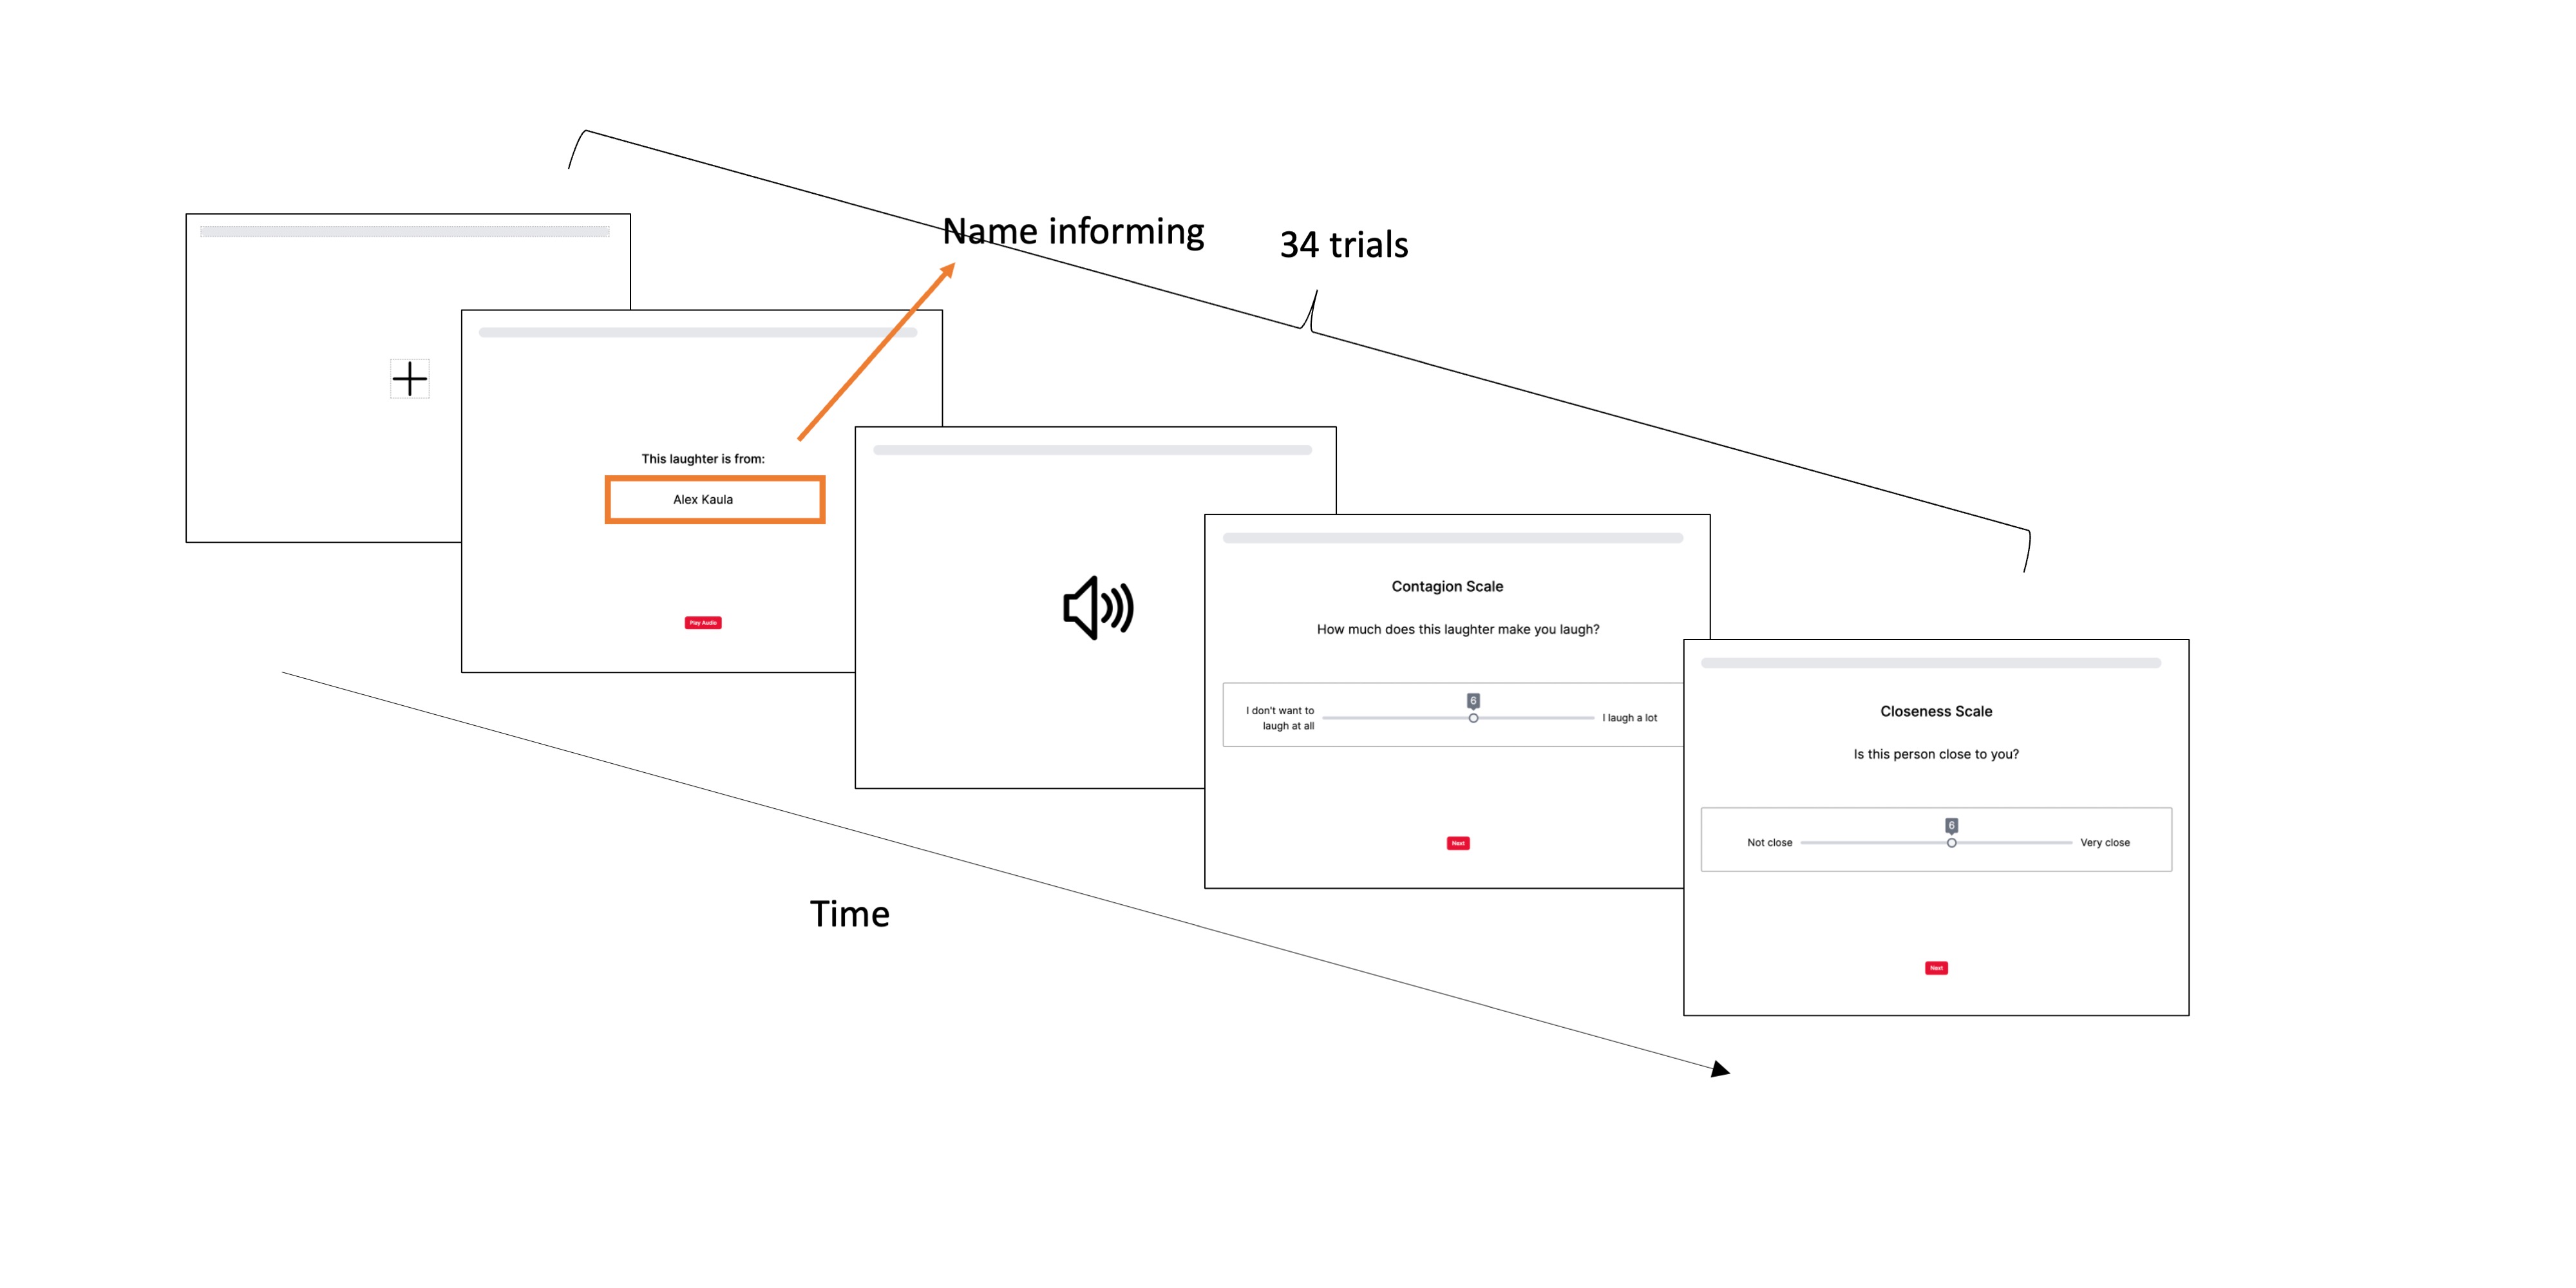 Name informing
34 trials
This laughter is from:
Alex Kaula
Play Audio
Contagion Scale
How much does this laughter make you laugh?
6
I don't want to
laugh at all
I laugh a lot
Next
Closeness Scale
Is this person close to you?
6
Not close
Very close
Next
Time